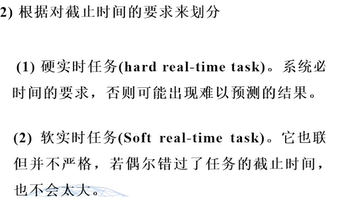 2) 根据对截止时间的要求来划分
(1) 硬实时任务(hard real-time task)。系统必
时间的要求，否则可能出现难以预测的结果。
(2) 软实时任务(Soft real-time task)。它也联
但并不严格，若偶尔错过了任务的截止时间，
也不会太大。